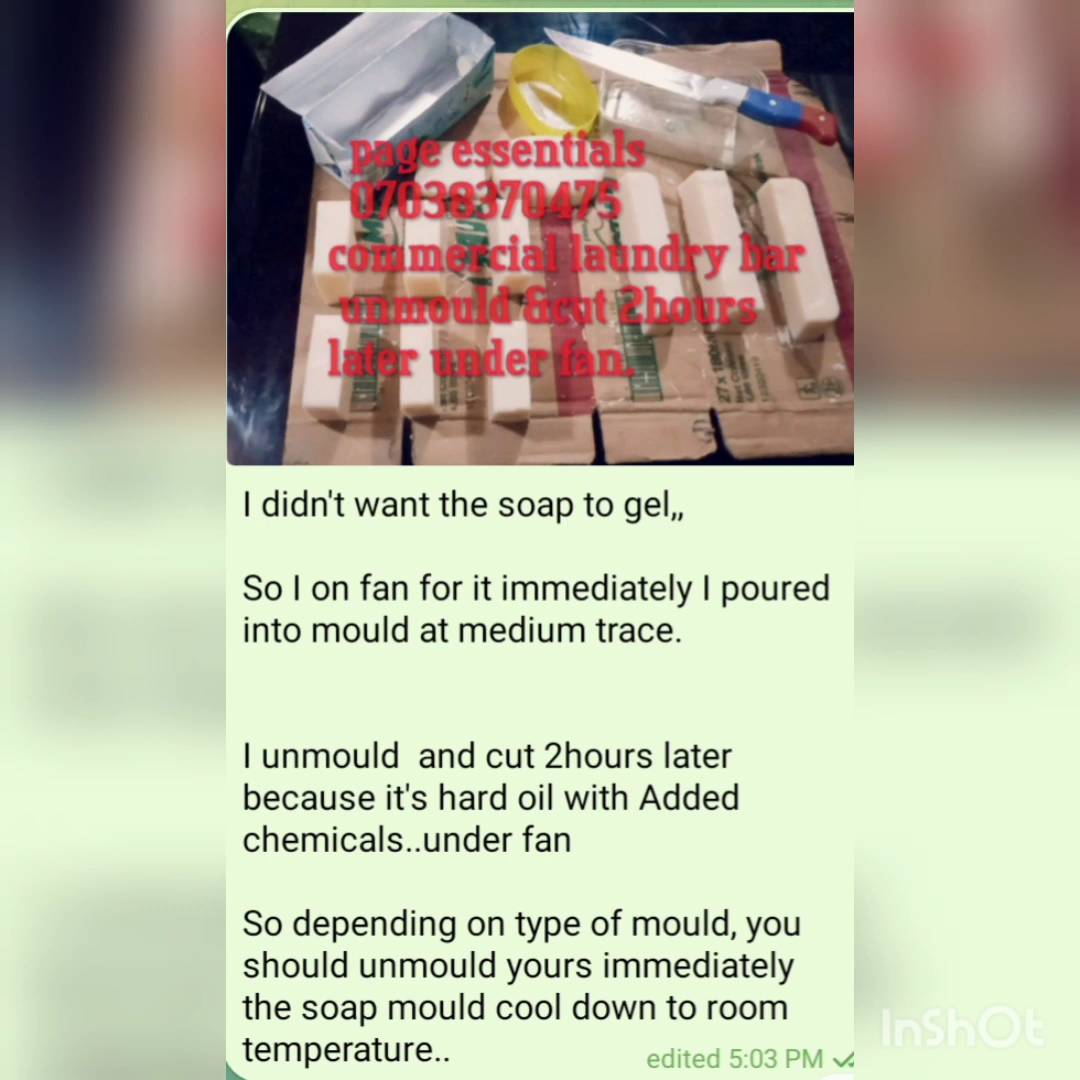 page essentials
07038370475
commercial laundry bar
unmould &cut 2hours
later under fan.
27 x 180
I didn't want the soap to gel,,
So I on fan for it immediately I poured
into mould at medium trace.
I unmould  and cut 2hours later
because it's hard oil with Added
chemicals..under fan
So depending on type of mould, you
should unmould yours immediately
the soap mould cool down to room
temperature..
edited 5:03 PM
InShOt